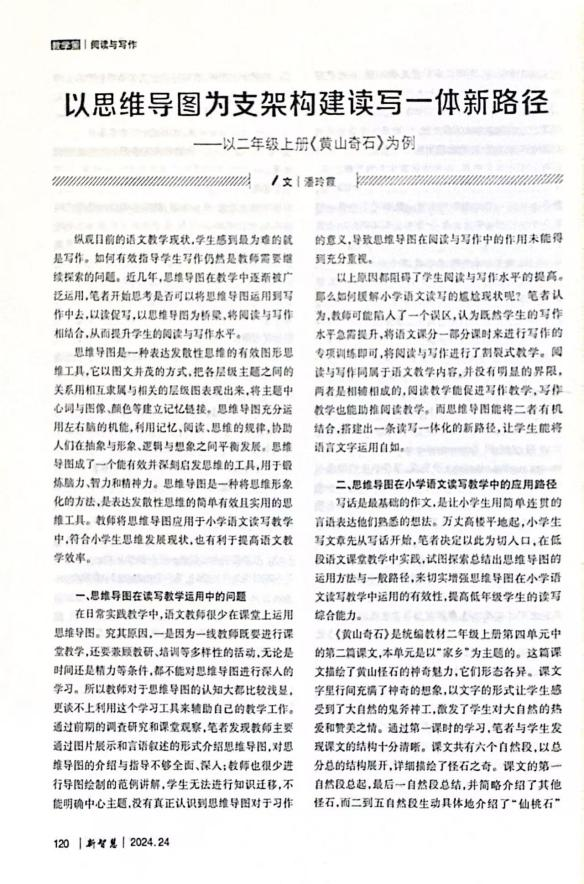 教学案 | 阅读与写作
以思维导图为支架构建读写一体新路径
——以二年级上册《黄山奇石》为例
/ 文 | 潘玲霞
纵观目前的语文教学现状,学生感到最为难的就
是写作。如何有效指导学生写作仍然是教师需要继
续探索的问题。近几年,思维导图在教学中逐渐被广
泛运用,笔者开始思考是否可以将思维导图运用到写
作中去,以读促写,以思维导图为桥梁,将阅读与写作
相结合,从而提升学生的阅读与写作水平。
思维导图是一种表达发散性思维的有效图形思
维工具,它以图文并茂的方式,把各层级主题之间的
关系用相互隶属与相关的层级图表现出来,将主题中
心词与图像、颜色等建立记忆链接。思维导图充分运
用左右脑的机能,利用记忆、阅读、思维的规律,协助
人们在抽象与形象、逻辑与想象之间平衡发展。思维
导图成了一个能有效并深刻启发思维的工具,用于锻
炼脑力、智力和精神力。思维导图是一种将思维形象
化的方法,是表达发散性思维的简单有效且实用的思
维工具。教师将思维导图应用于小学语文读写教学
中,符合小学生思维发展现状,也有利于提高语文教
学效率。
一、思维导图在读写教学运用中的问题
在日常实践教学中,语文教师很少在课堂上运用
思维导图。究其原因,一是因为一线教师既要进行课
堂教学,还要兼顾教研、培训等多样性的活动,无论是
时间还是精力等条件,都不能对思维导图进行深入的
学习。所以教师对于思维导图的认知大都比较浅显,
更谈不上利用这个学习工具来辅助自己的教学工作。
通过前期的调查研究和课堂观察,笔者发现教师主要
通过图片展示和言语叙述的形式介绍思维导图,对思
维导图的介绍与指导不够全面、深入;教师也很少进
行导图绘制的范例讲解,学生无法进行知识迁移,不
能明确中心主题,没有真正认识到思维导图对于习作
的意义,导致思维导图在阅读与写作中的作用未能得
到充分重视。
以上原因都阻碍了学生阅读与写作水平的提高。
那么如何缓解小学语文读写的尴尬现状呢?笔者认
为,教师可能陷入了一个误区,认为既然学生的写作
水平急需提升,将语文课分一部分课时来进行写作的
专项训练即可,将阅读与写作进行了割裂式教学。阅
读与写作同属于语文教学内容,并没有明显的界限,
两者是相辅相成的,阅读教学能促进写作教学,写作
教学也能助推阅读教学。而思维导图能将二者有机
结合,搭建出一条读写一体化的新路径,让学生能将
语言文字运用自如。
二、思维导图在小学语文读写教学中的应用路径
写话是最基础的作文,是让小学生用简单连贯的
言语表达他们熟悉的想法。万丈高楼平地起,小学生
写文章先从写话开始,笔者决定以此为切入口,在低
段语文课堂教学中实践,试图探索总结出思维导图的
运用方法与一般路径,来切实增强思维导图在小学语
文读写教学中运用的有效性,提高低年级学生的读写
综合能力。
《黄山奇石》是统编教材二年级上册第四单元中
的第二篇课文,本单元是以“家乡”为主题的。这篇课
文描绘了黄山怪石的神奇魅力,它们形态各异。课文
字里行间充满了神奇的想象,以文字的形式让学生感
受到了大自然的鬼斧神工,激发了学生对大自然的热
爱和赞美之情。通过第一课时的学习,笔者与学生发
现课文的结构十分清晰。课文共有六个自然段,以总
分总的结构展开,详细描绘了怪石之奇。课文的第一
自然段总起,最后一自然段总结,并简略介绍了其他
怪石,而二到五自然段生动具体地介绍了“仙桃石”
120 | 新智慧 | 2024.24